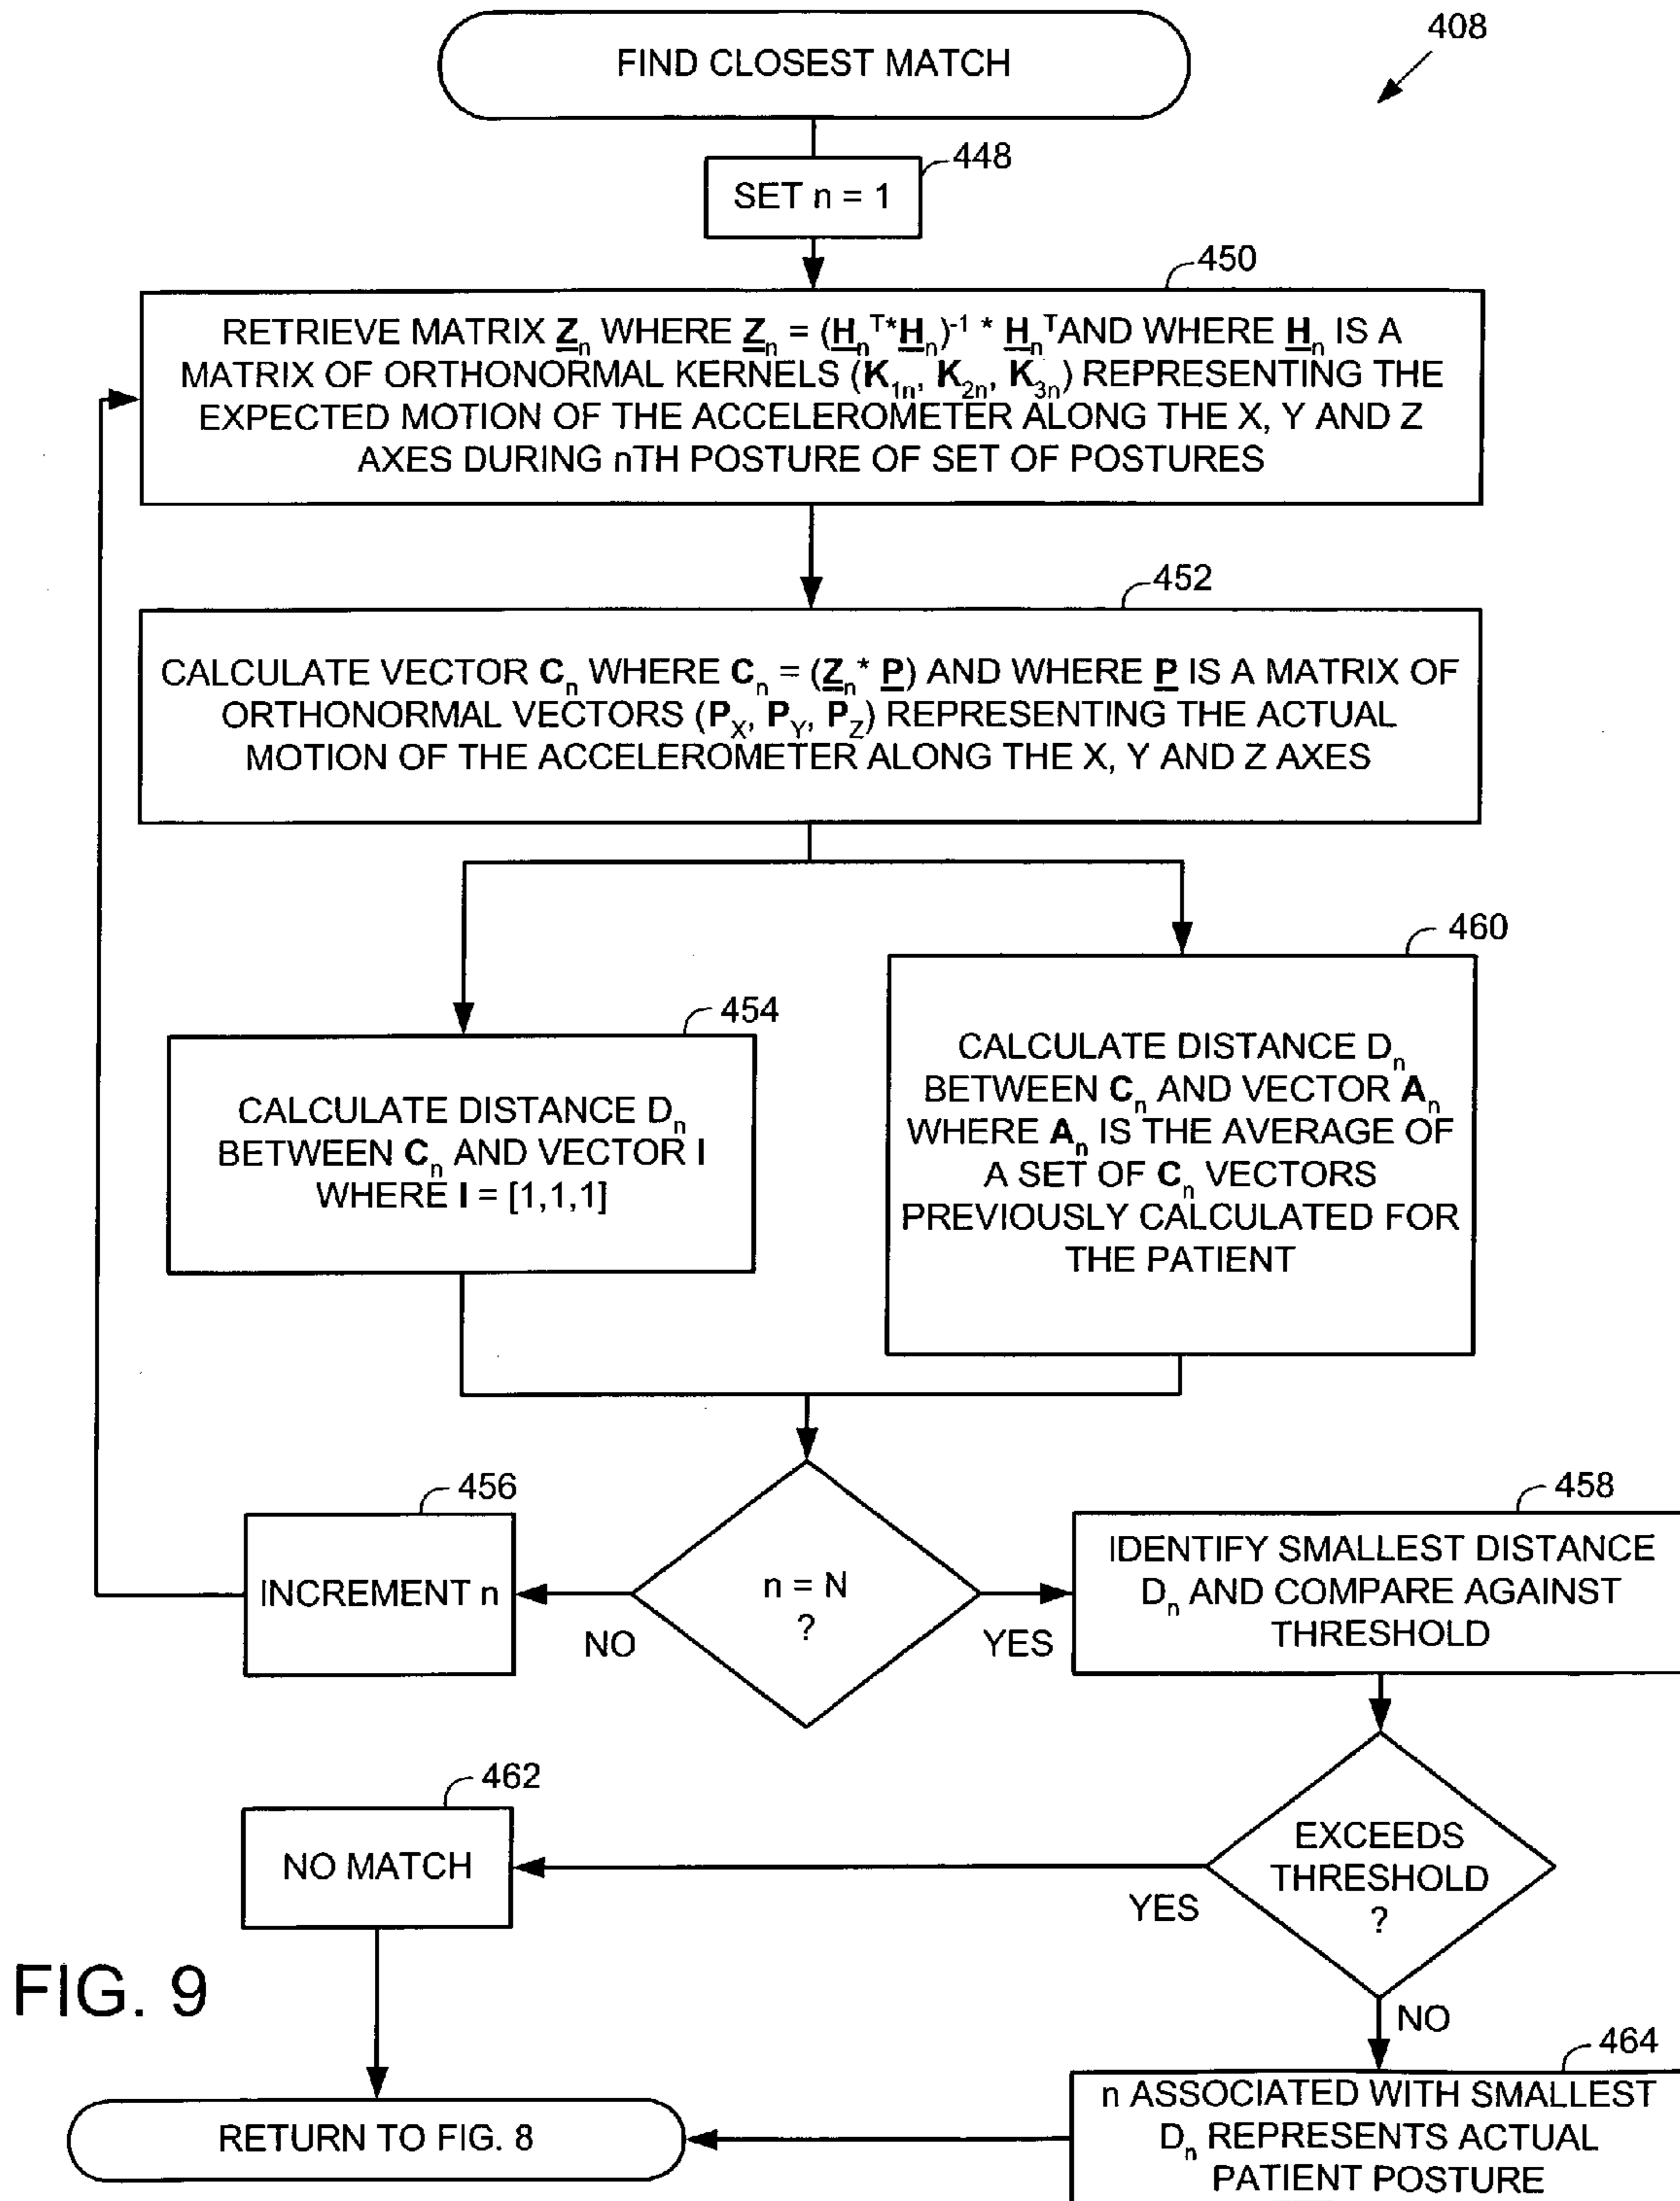 408
FIND CLOSEST MATCH
448
SET n = 1
450
RETRIEVE MATRIX Zₙ WHERE Zₙ = (Hₙᵀ*Hₙ)⁻¹ * HₙᵀAND WHERE Hₙ IS A
MATRIX OF ORTHONORMAL KERNELS (K₁ₙ, K₂ₙ, K₃ₙ) REPRESENTING THE
EXPECTED MOTION OF THE ACCELEROMETER ALONG THE X, Y AND Z
AXES DURING nTH POSTURE OF SET OF POSTURES
452
CALCULATE VECTOR Cₙ WHERE Cₙ = (Zₙ* P) AND WHERE P IS A MATRIX OF
ORTHONORMAL VECTORS (P_X, P_Y, P_Z) REPRESENTING THE ACTUAL
MOTION OF THE ACCELEROMETER ALONG THE X, Y AND Z AXES
454
CALCULATE DISTANCE Dₙ
BETWEEN Cₙ AND VECTOR I
WHERE I = [1,1,1]
460
CALCULATE DISTANCE Dₙ
BETWEEN Cₙ AND VECTOR Aₙ
WHERE Aₙ IS THE AVERAGE OF
A SET OF Cₙ VECTORS
PREVIOUSLY CALCULATED FOR
THE PATIENT
456
INCREMENT n
NO
n = N
?
YES
458
IDENTIFY SMALLEST DISTANCE
Dₙ AND COMPARE AGAINST
THRESHOLD
462
NO MATCH
YES
EXCEEDS
THRESHOLD
?
NO
FIG. 9
464
n ASSOCIATED WITH SMALLEST
Dₙ REPRESENTS ACTUAL
PATIENT POSTURE
RETURN TO FIG. 8